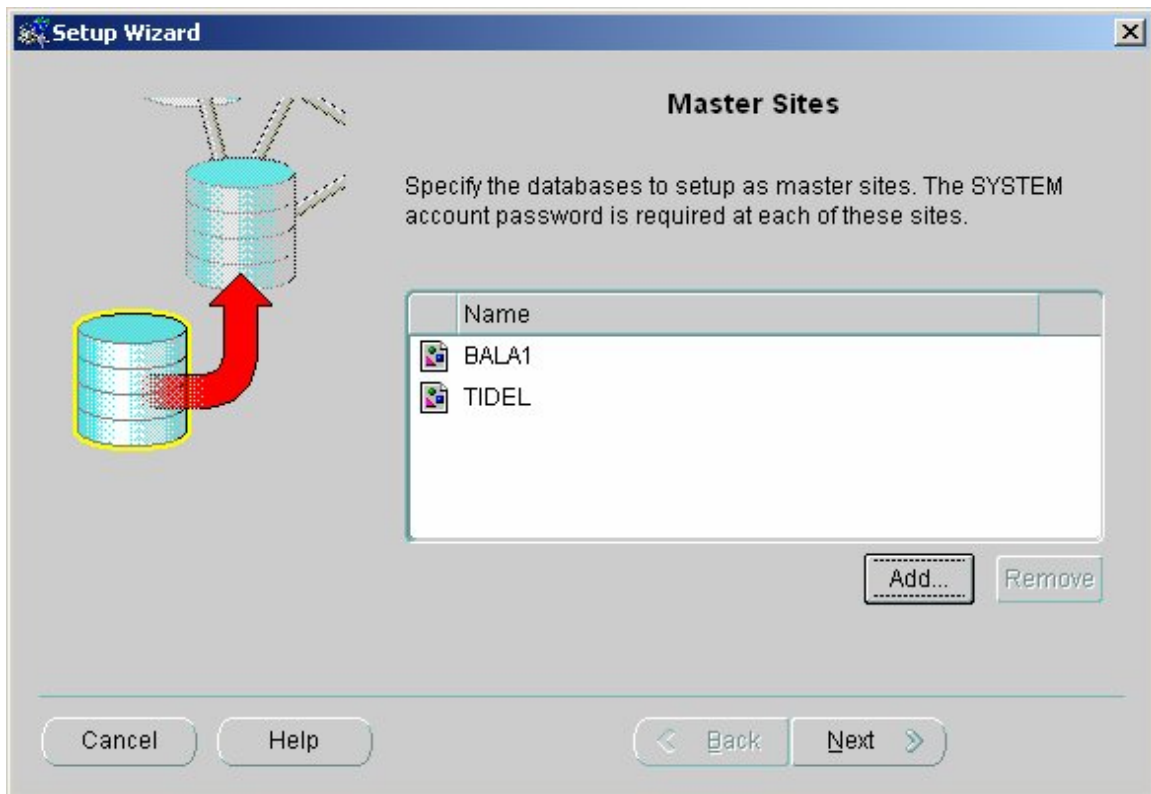 Setup Wizard
Master Sites
Specify the databases to setup as master sites. The SYSTEM
account password is required at each of these sites.
Name
BALA1
TIDEL
Add... Remove
Cancel Help Back Next